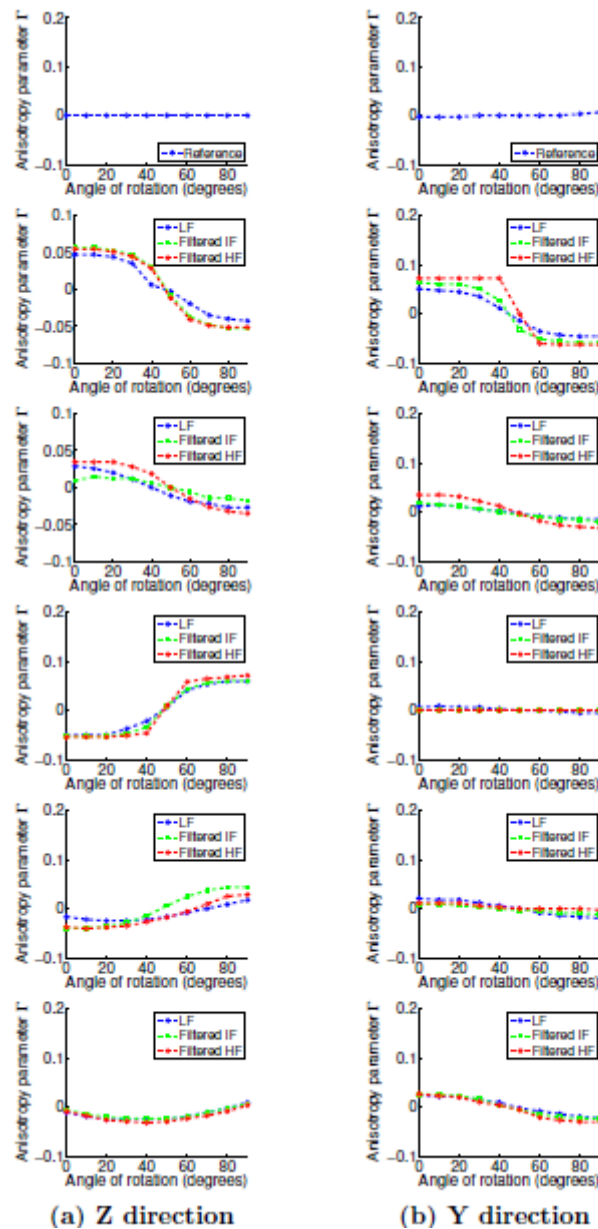 Anisotropy parameter Γ
0.2
0.1
0
−0.1
Reference
0 20 40 60 80
Angle of rotation (degrees)
Anisotropy parameter Γ
0.2
0.1
0
−0.1
Reference
0 20 40 60 80
Angle of rotation (degrees)
Anisotropy parameter Γ
0.1
0.05
0
−0.05
−0.1
LF
Filtered IF
Filtered HF
0 20 40 60 80
Angle of rotation (degrees)
Anisotropy parameter Γ
0.2
0.1
0
−0.1
LF
Filtered IF
Filtered HF
0 20 40 60 80
Angle of rotation (degrees)
Anisotropy parameter Γ
0.1
0.05
0
−0.05
−0.1
LF
Filtered IF
Filtered HF
0 20 40 60 80
Angle of rotation (degrees)
Anisotropy parameter Γ
0.2
0.1
0
−0.1
LF
Filtered IF
Filtered HF
0 20 40 60 80
Angle of rotation (degrees)
Anisotropy parameter Γ
0.2
0.1
0
−0.1
LF
Filtered IF
Filtered HF
0 20 40 60 80
Angle of rotation (degrees)
Anisotropy parameter Γ
0.2
0.1
0
−0.1
LF
Filtered IF
Filtered HF
0 20 40 60 80
Angle of rotation (degrees)
Anisotropy parameter Γ
0.2
0.1
0
−0.1
LF
Filtered IF
Filtered HF
0 20 40 60 80
Angle of rotation (degrees)
Anisotropy parameter Γ
0.2
0.1
0
−0.1
LF
Filtered IF
Filtered HF
0 20 40 60 80
Angle of rotation (degrees)
Anisotropy parameter Γ
0.2
0.1
0
−0.1
LF
Filtered IF
Filtered HF
0 20 40 60 80
Angle of rotation (degrees)
Anisotropy parameter Γ
0.2
0.1
0
−0.1
LF
Filtered IF
Filtered HF
0 20 40 60 80
Angle of rotation (degrees)
(a) Z direction
(b) Y direction